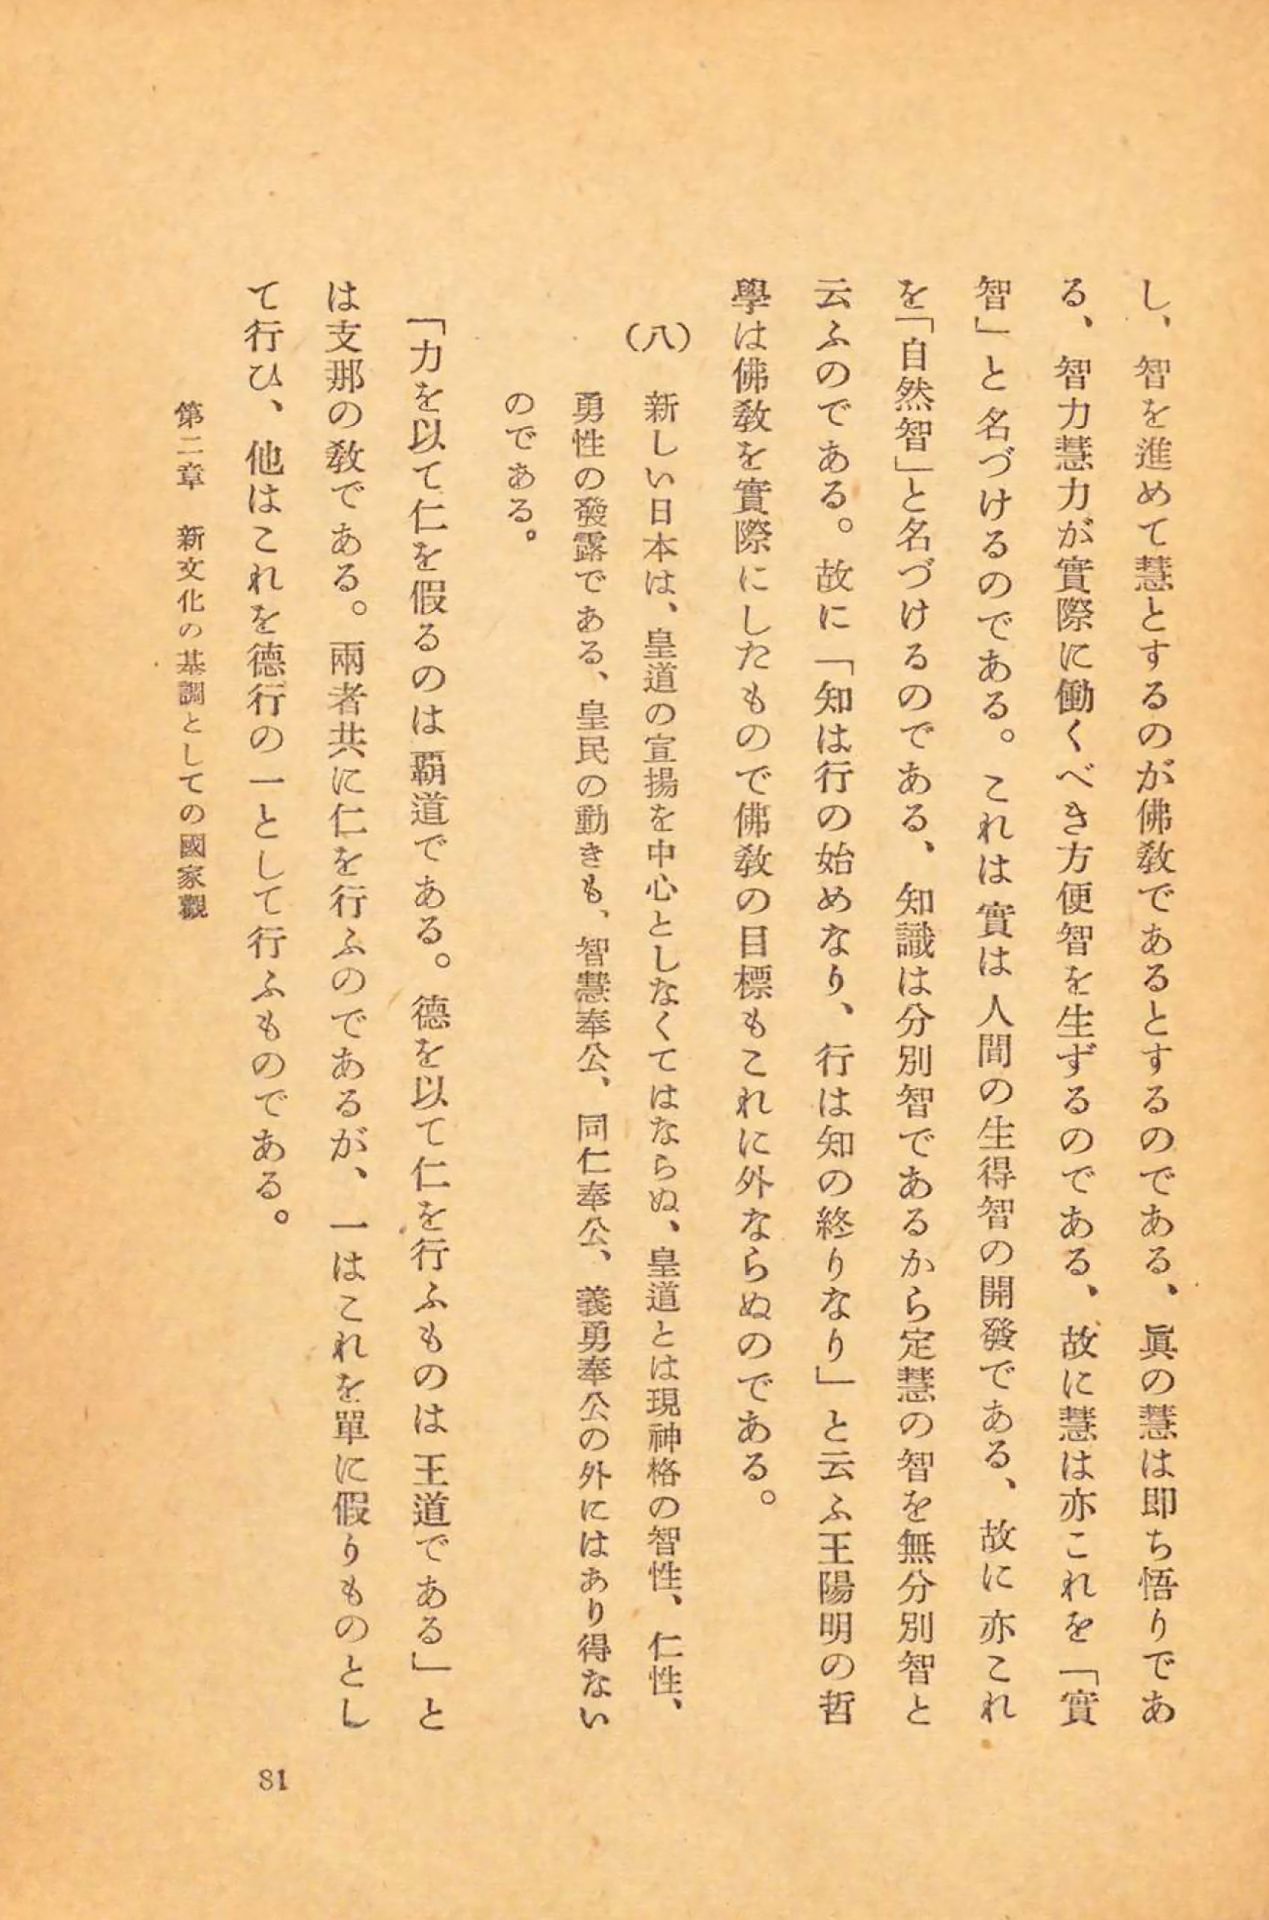 し、智を進めて慧とするのが佛教であるとするのである、眞の慧は即ち悟りであ
る、智力慧力が實際に働くべき方便智を生ずるのである、故に慧は亦これを「實
智」と名づけるのである。これは實は人間の生得智の開發である、故に亦これ
を「自然智」と名づけるのである、知識は分別智であるから定慧の智を無分別智と
云ふのである。故に「知は行の始めなり、行は知の終りなり」と云ふ王陽明の哲
學は佛教を實際にしたもので佛教の目標もこれに外ならぬのである。
（八）　新しい日本は、皇道の宣揚を中心としなくてはならぬ、皇道とは現神格の智性、仁性、
勇性の發露である、皇民の動きも、智慧奉公、同仁奉公、義勇奉公の外にはあり得ない
のである。
「力を以て仁を假るのは覇道である。德を以て仁を行ふものは王道である」と
は支那の教である。兩者共に仁を行ふのであるが、一はこれを單に假りものとし
て行ひ、他はこれを德行の一として行ふものである。
第二章　新文化の基調としての國家觀
81